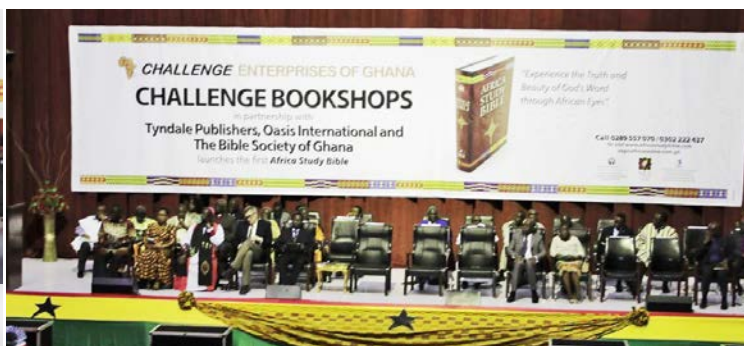 CHALLENGE ENTERPRISES OF GHANA
CHALLENGE BOOKSHOPS
in partnership with
Tyndale Publishers, Oasis International and
The Bible Society of Ghana
launches the first Africa Study Bible
AFRICA
STUDY
BIBLE
"Experience the Truth and
Beauty of God's Word
through African Eyes"